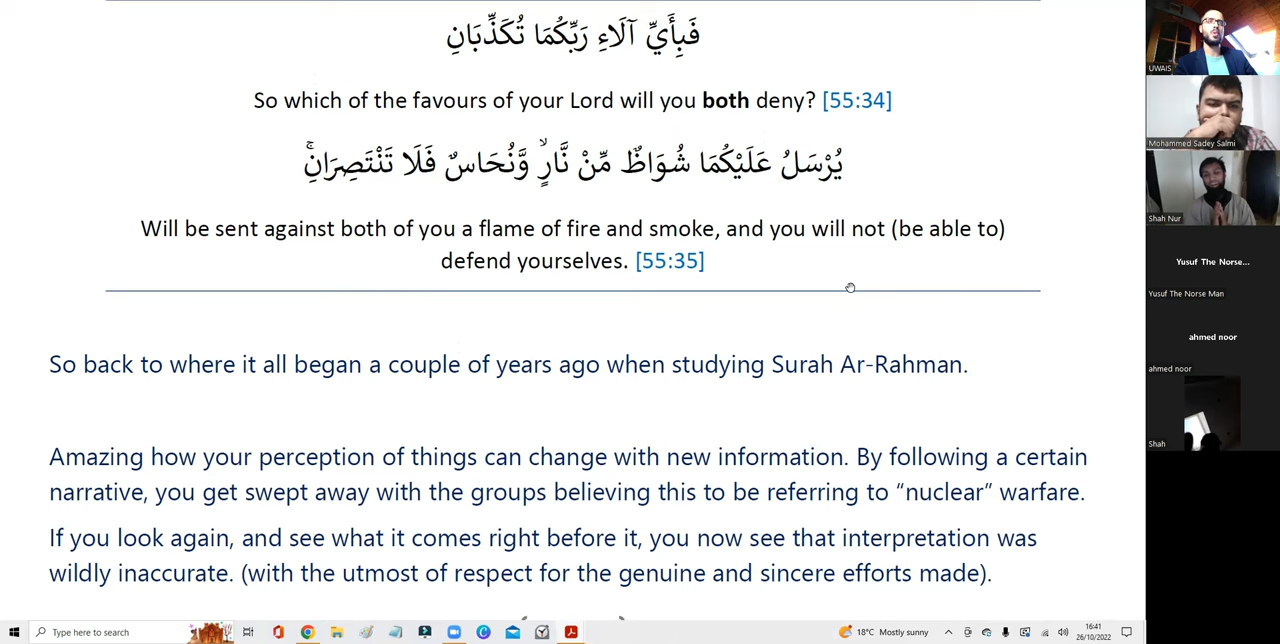 فَبِأَيِّ آلَاءِ رَبِّكُمَا تُكَذِّبَانِ
So which of the favours of your Lord will you both deny? [55:34]
يُرْسَلُ عَلَيْكُمَا شُوَاظٌ مِّنْ نَّارٍۙ وَّنُحَاسٌ فَلَا تَنْتَصِرَانِۚ
Will be sent against both of you a flame of fire and smoke, and you will not (be able to)
defend yourselves. [55:35]
So back to where it all began a couple of years ago when studying Surah Ar-Rahman.
Amazing how your perception of things can change with new information. By following a certain
narrative, you get swept away with the groups believing this to be referring to “nuclear” warfare.
If you look again, and see what it comes right before it, you now see that interpretation was
wildly inaccurate. (with the utmost of respect for the genuine and sincere efforts made).
UWAIS
Mohammed Sadey Salmi
Shah Nur
Yusuf The Norse...
Yusuf The Norse Man
ahmed noor
ahmed noor
Shah
Type here to search
18°C Mostly sunny
16:41
26/10/2022